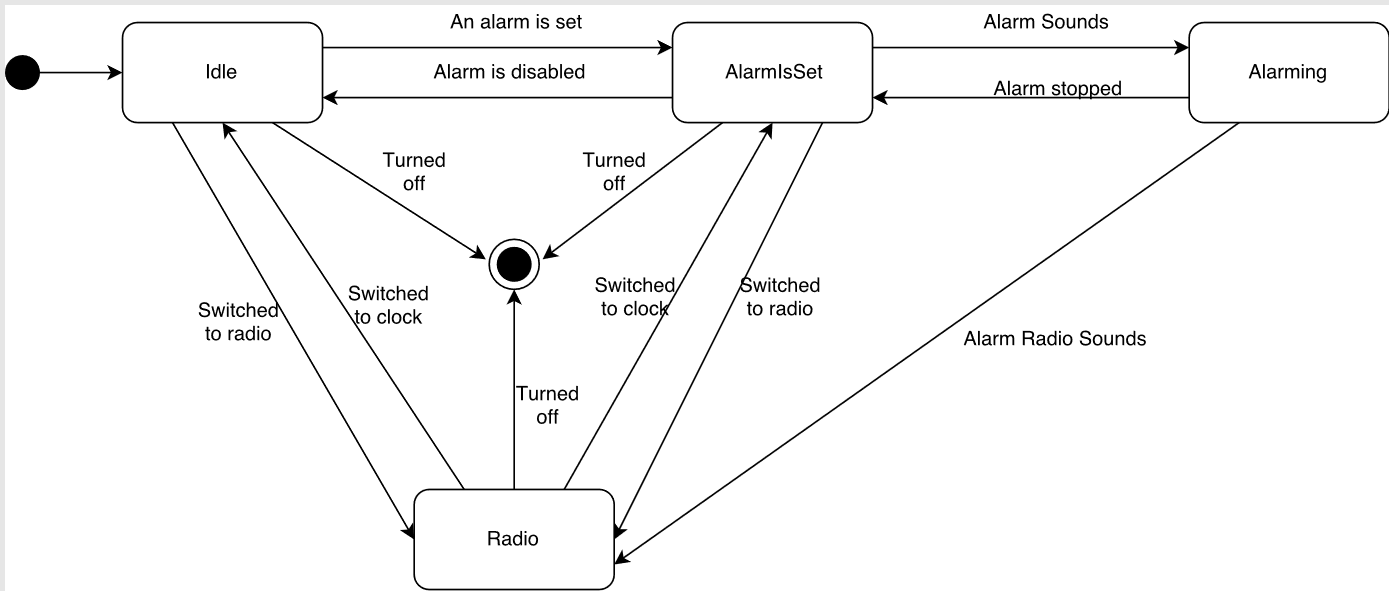 An alarm is set
Alarm Sounds
Idle
Alarm is disabled
AlarmIsSet
Alarming
Alarm stopped
Turned
off
Turned
off
Switched
to radio
Switched
to clock
Switched
to clock
Switched
to radio
Alarm Radio Sounds
Turned
off
Radio